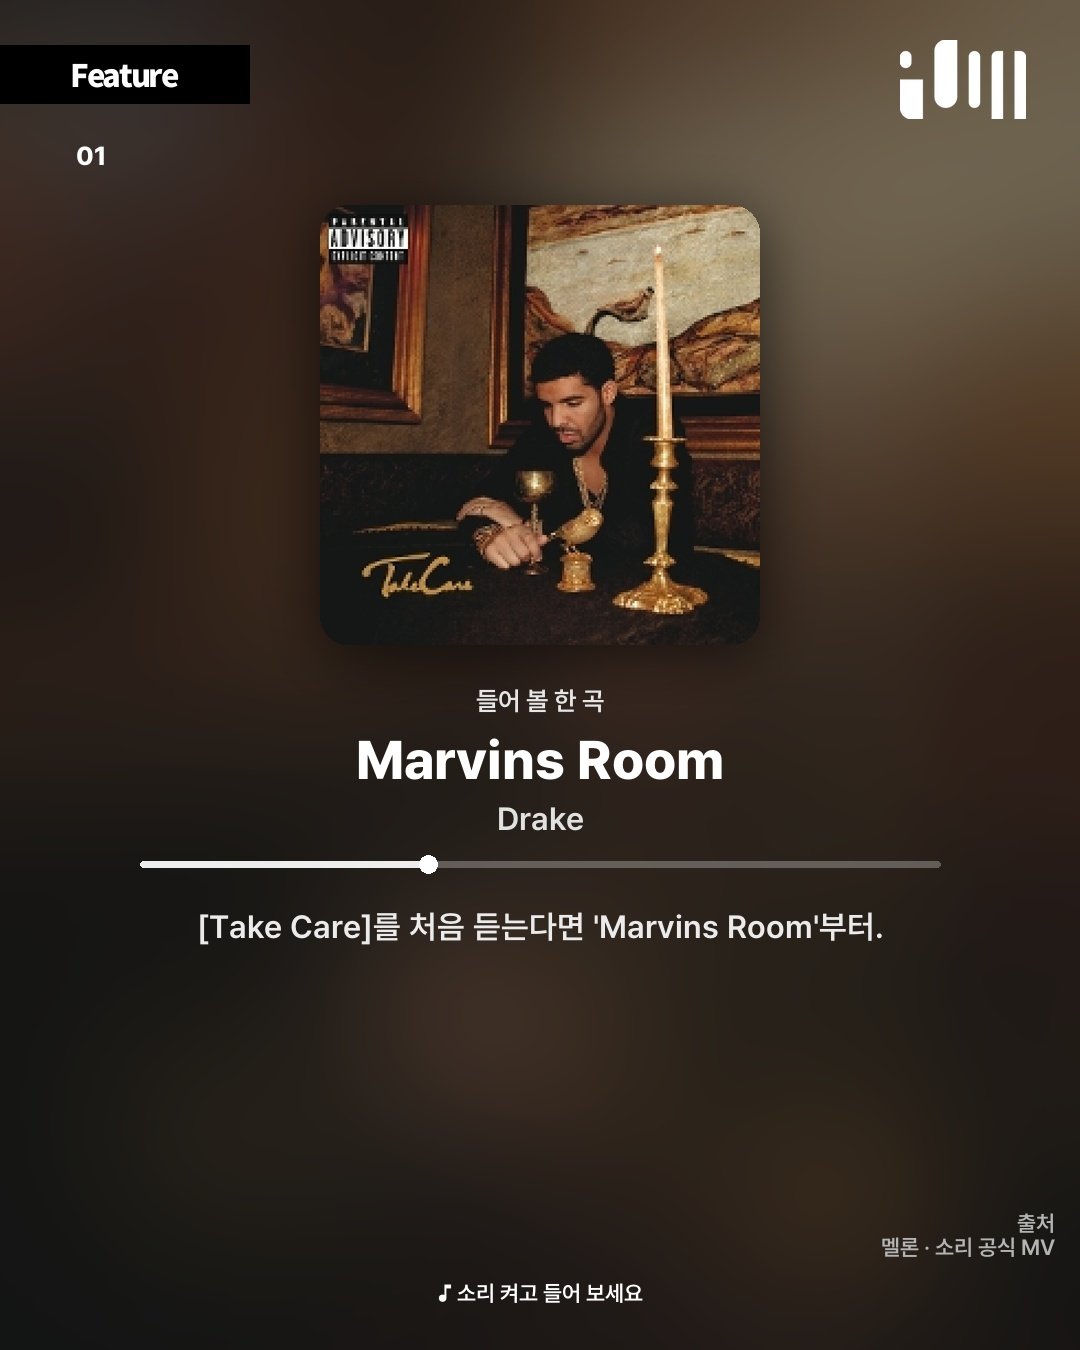 Feature
01
PARENTAL
ADVISORY
EXPLICIT CONTENT
Take Care
들어 볼 한 곡
Marvins Room
Drake
[Take Care]를 처음 듣는다면 'Marvins Room'부터.
출처
멜론 · 소리 공식 MV
♪ 소리 켜고 들어 보세요